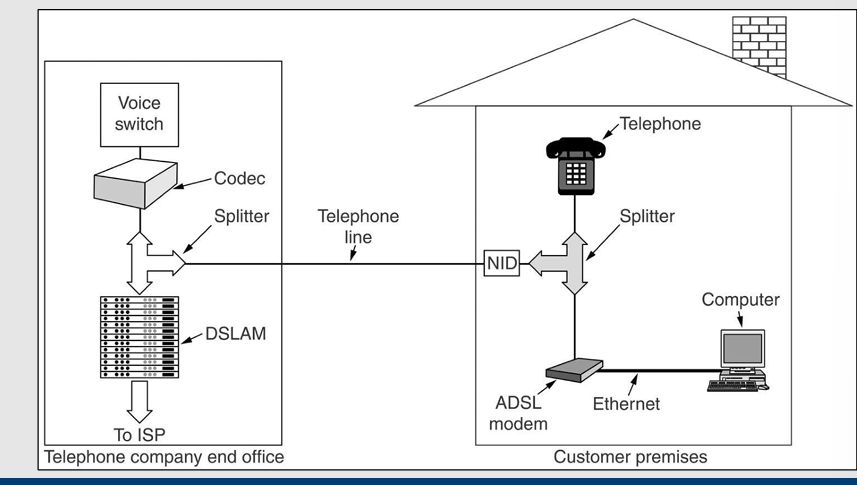 Voice
switch
Codec
Splitter
DSLAM
To ISP
Telephone company end office
Telephone
line
NID
Telephone
Splitter
Computer
ADSL
modem
Ethernet
Customer premises